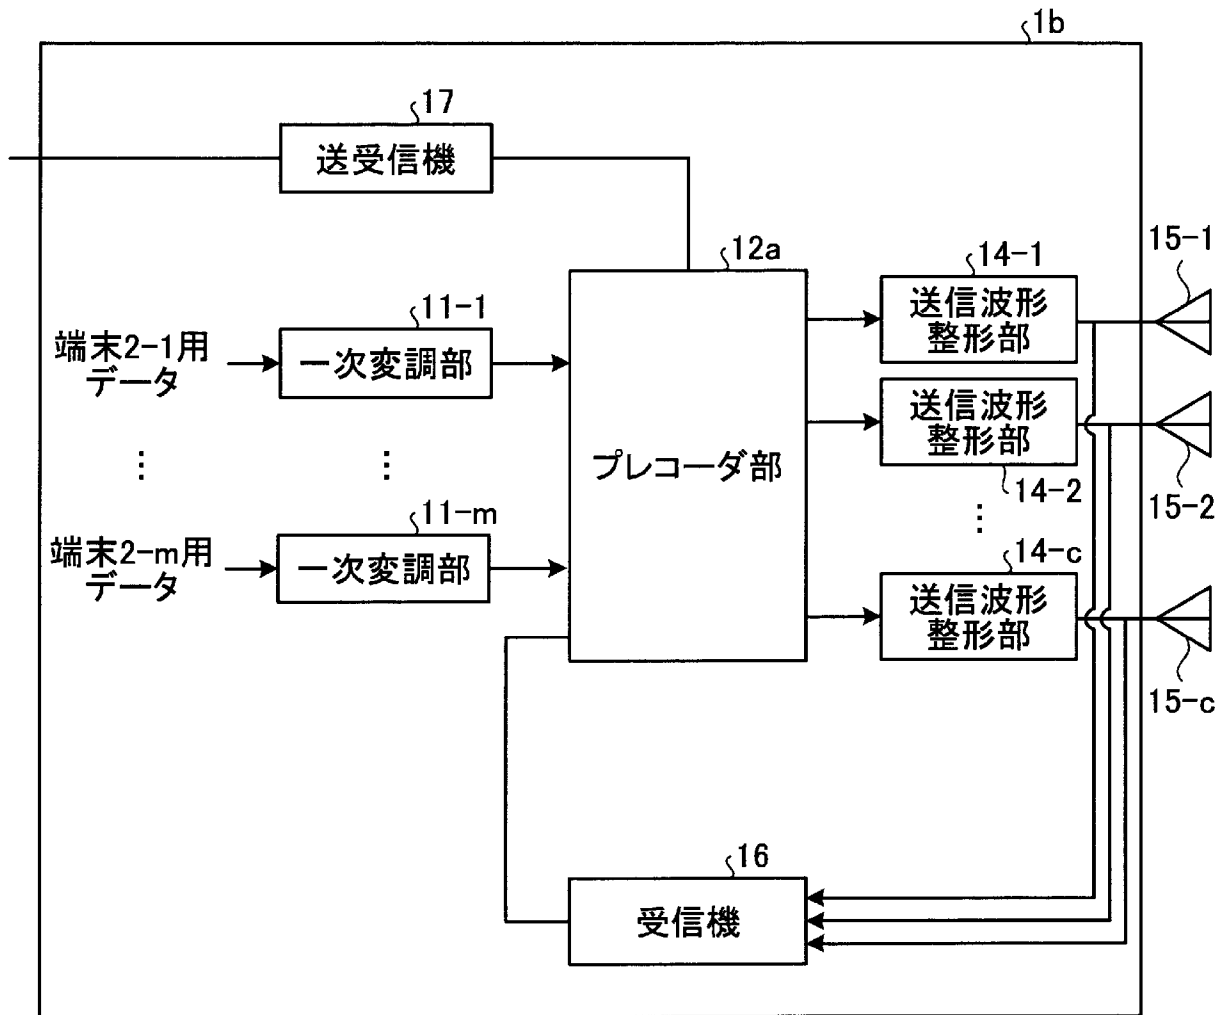 1b
17
送受信機
12a
プレコーダ部
11-1
端末2-1用
データ
一次変調部
⋮
⋮
11-m
端末2-m用
データ
一次変調部
14-1
送信波形
整形部
15-1
送信波形
整形部
14-2
15-2
⋮
14-c
送信波形
整形部
15-c
16
受信機